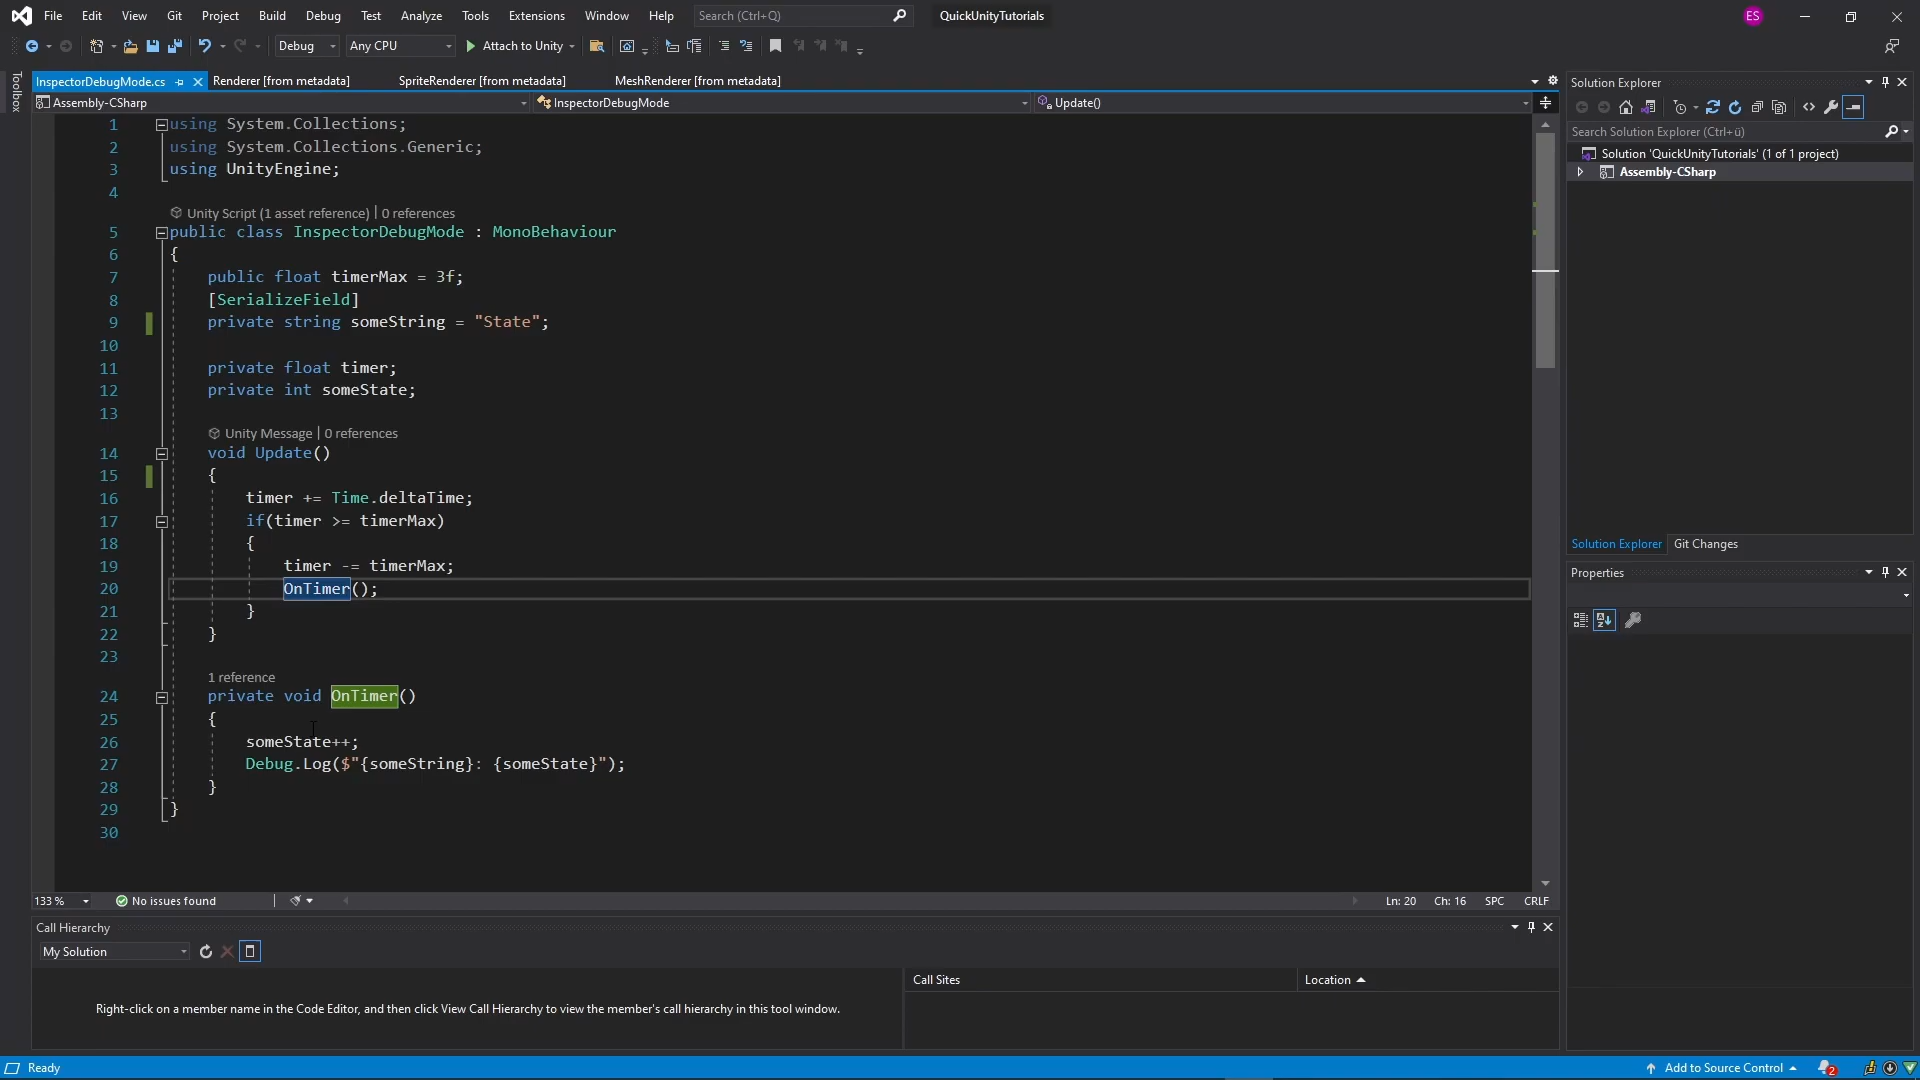 File Edit View Git Project Build Debug Test Analyze Tools Extensions Window Help Search (Ctrl+Q) QuickUnityTutorials ES
Debug Any CPU Attach to Unity
Toolbox
InspectorDebugMode.cs Renderer [from metadata] SpriteRenderer [from metadata] MeshRenderer [from metadata]
Assembly-CSharp InspectorDebugMode Update()
1 using System.Collections;
2 using System.Collections.Generic;
3 using UnityEngine;
4
Unity Script (1 asset reference) | 0 references
5 public class InspectorDebugMode : MonoBehaviour
6 {
7 public float timerMax = 3f;
8 [SerializeField]
9 private string someString = "State";
10
11 private float timer;
12 private int someState;
13
Unity Message | 0 references
14 void Update()
15 {
16 timer += Time.deltaTime;
17 if(timer >= timerMax)
18 {
19 timer -= timerMax;
20 OnTimer();
21 }
22 }
23
1 reference
24 private void OnTimer()
25 {
26 someState++;
27 Debug.Log($"{someString}: {someState}");
28 }
29 }
30
133 % No issues found Ln: 20 Ch: 16 SPC CRLF
Call Hierarchy
My Solution
Call Sites Location
Right-click on a member name in the Code Editor, and then click View Call Hierarchy to view the member's call hierarchy in this tool window.
Solution Explorer
Search Solution Explorer (Ctrl+ü)
Solution 'QuickUnityTutorials' (1 of 1 project)
Assembly-CSharp
Solution Explorer Git Changes
Properties
Ready Add to Source Control 2